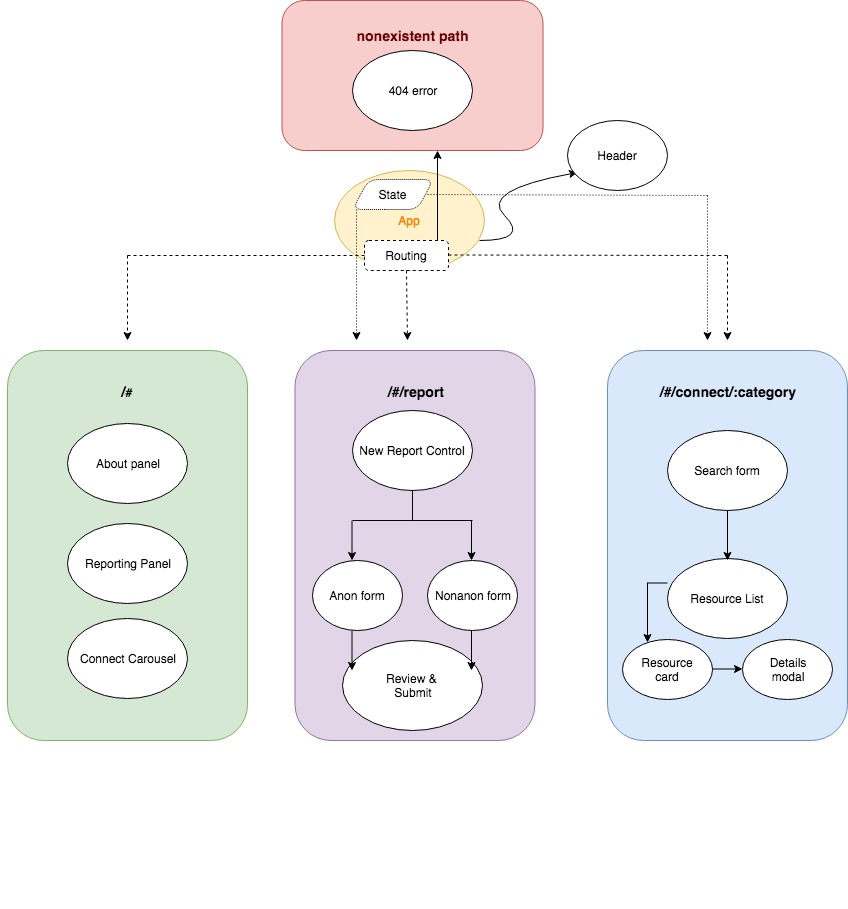 nonexistent path
404 error
Header
State
App
Routing
/#
About panel
Reporting Panel
Connect Carousel
/#/report
New Report Control
Anon form
Nonanon form
Review &
Submit
/#/connect/:category
Search form
Resource List
Resource
card
Details
modal